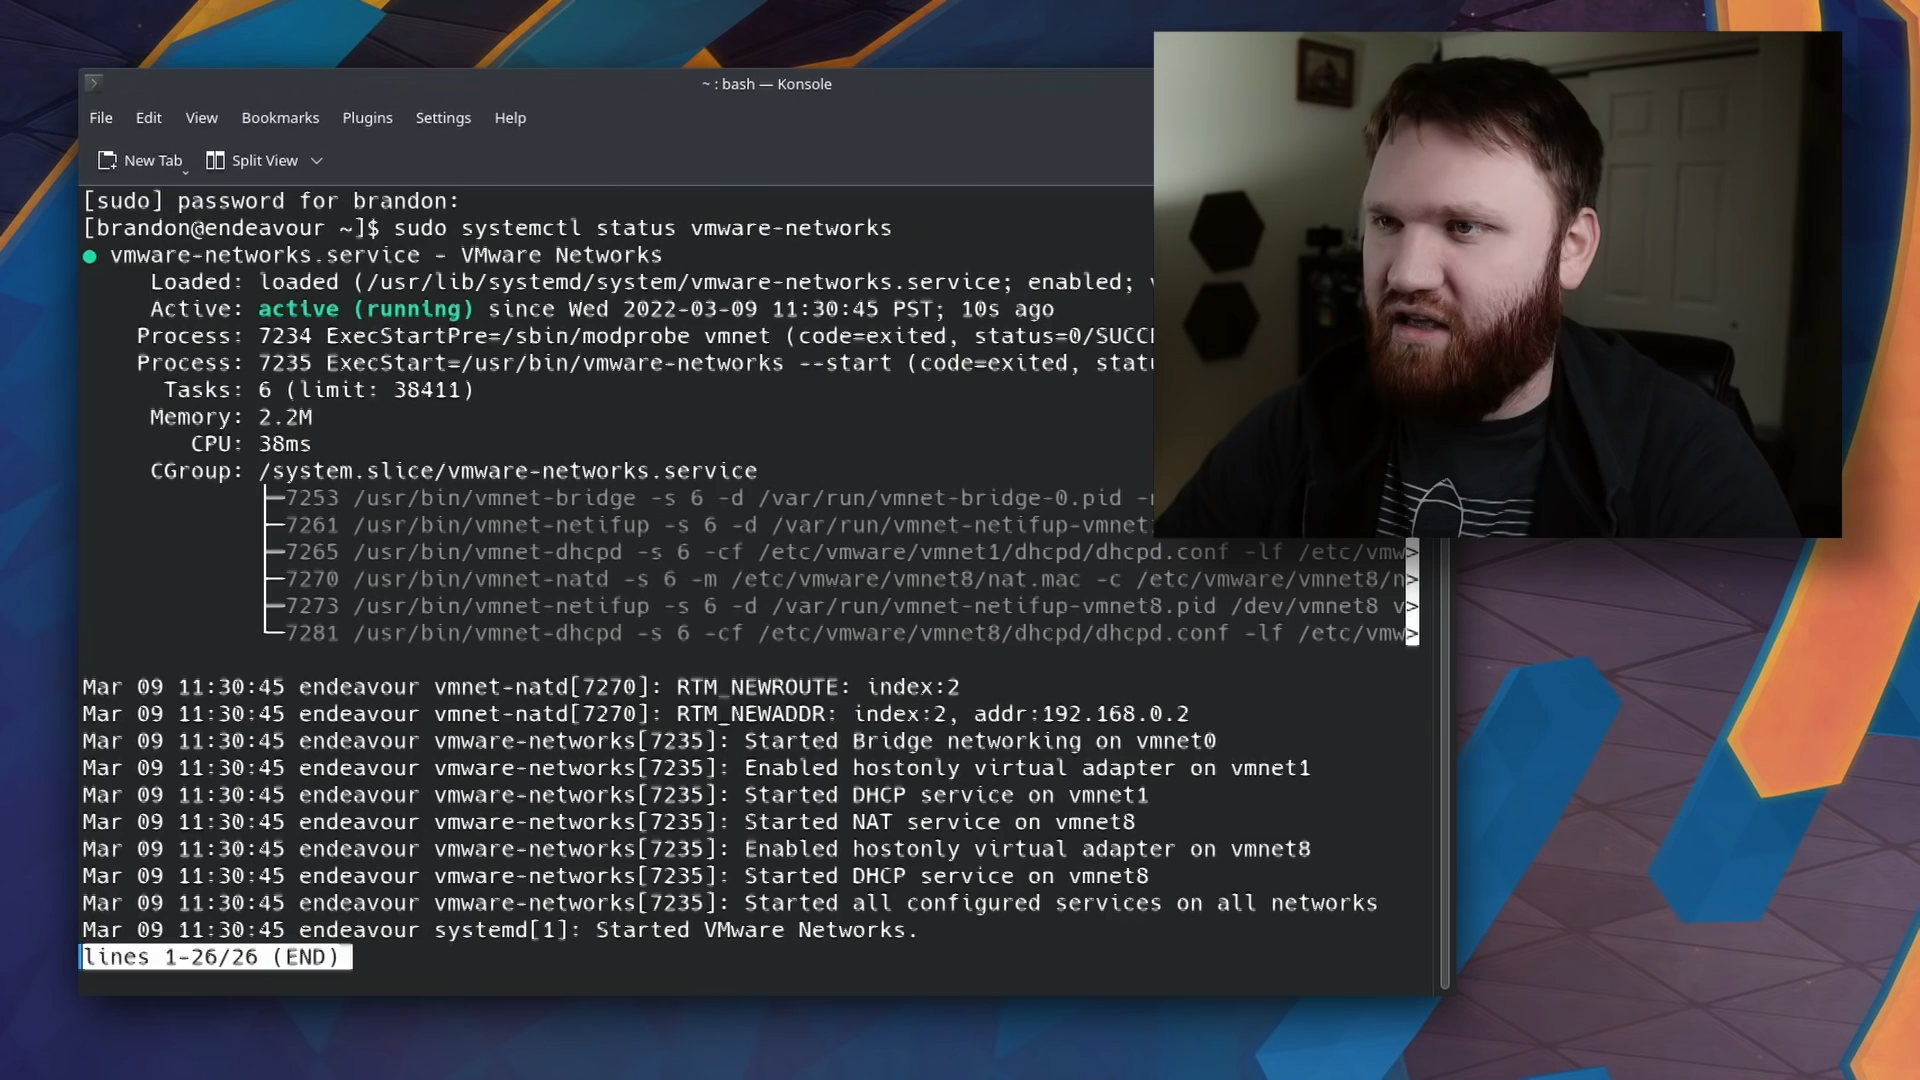 ~ : bash — Konsole
File Edit View Bookmarks Plugins Settings Help
New Tab Split View
[sudo] password for brandon:
[brandon@endeavour ~]$ sudo systemctl status vmware-networks
● vmware-networks.service - VMware Networks
Loaded: loaded (/usr/lib/systemd/system/vmware-networks.service; enabled;
Active: active (running) since Wed 2022-03-09 11:30:45 PST; 10s ago
Process: 7234 ExecStartPre=/sbin/modprobe vmnet (code=exited, status=0/SUCC
Process: 7235 ExecStart=/usr/bin/vmware-networks --start (code=exited, stat
Tasks: 6 (limit: 38411)
Memory: 2.2M
CPU: 38ms
CGroup: /system.slice/vmware-networks.service
├─7253 /usr/bin/vmnet-bridge -s 6 -d /var/run/vmnet-bridge-0.pid
├─7261 /usr/bin/vmnet-netifup -s 6 -d /var/run/vmnet-netifup-vmnet
├─7265 /usr/bin/vmnet-dhcpd -s 6 -cf /etc/vmware/vmnet1/dhcpd/dhcpd.conf -lf /etc/vmw>
├─7270 /usr/bin/vmnet-natd -s 6 -m /etc/vmware/vmnet8/nat.mac -c /etc/vmware/vmnet8/n>
├─7273 /usr/bin/vmnet-netifup -s 6 -d /var/run/vmnet-netifup-vmnet8.pid /dev/vmnet8 v>
└─7281 /usr/bin/vmnet-dhcpd -s 6 -cf /etc/vmware/vmnet8/dhcpd/dhcpd.conf -lf /etc/vmw>
Mar 09 11:30:45 endeavour vmnet-natd[7270]: RTM_NEWROUTE: index:2
Mar 09 11:30:45 endeavour vmnet-natd[7270]: RTM_NEWADDR: index:2, addr:192.168.0.2
Mar 09 11:30:45 endeavour vmware-networks[7235]: Started Bridge networking on vmnet0
Mar 09 11:30:45 endeavour vmware-networks[7235]: Enabled hostonly virtual adapter on vmnet1
Mar 09 11:30:45 endeavour vmware-networks[7235]: Started DHCP service on vmnet1
Mar 09 11:30:45 endeavour vmware-networks[7235]: Started NAT service on vmnet8
Mar 09 11:30:45 endeavour vmware-networks[7235]: Enabled hostonly virtual adapter on vmnet8
Mar 09 11:30:45 endeavour vmware-networks[7235]: Started DHCP service on vmnet8
Mar 09 11:30:45 endeavour vmware-networks[7235]: Started all configured services on all networks
Mar 09 11:30:45 endeavour systemd[1]: Started VMware Networks.
lines 1-26/26 (END)